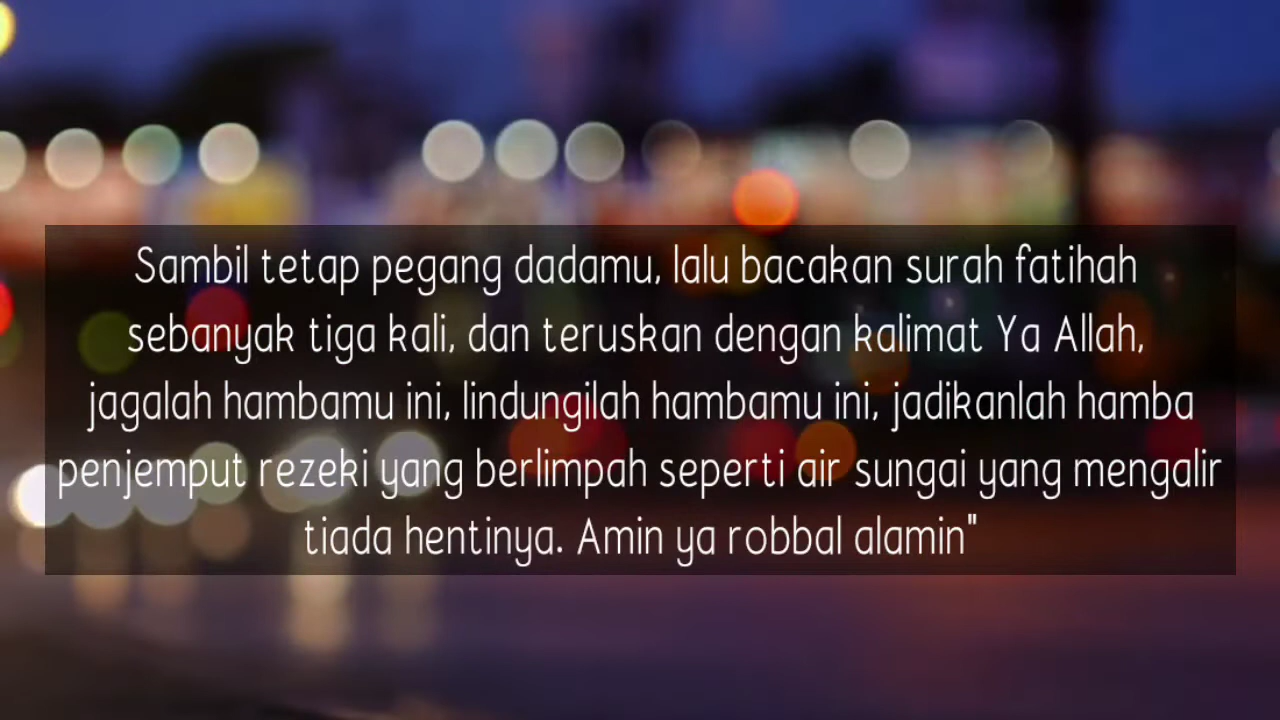 Sambil tetap pegang dadamu, lalu bacakan surah fatihah
sebanyak tiga kali, dan teruskan dengan kalimat Ya Allah,
jagalah hambamu ini, lindungilah hambamu ini, jadikanlah hamba
penjemput rezeki yang berlimpah seperti air sungai yang mengalir
tiada hentinya. Amin ya robbal alamin"